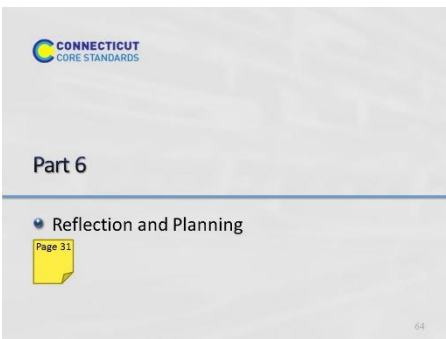 CONNECTICUT
CORE STANDARDS
Part 6
Reflection and Planning
Page 31
64